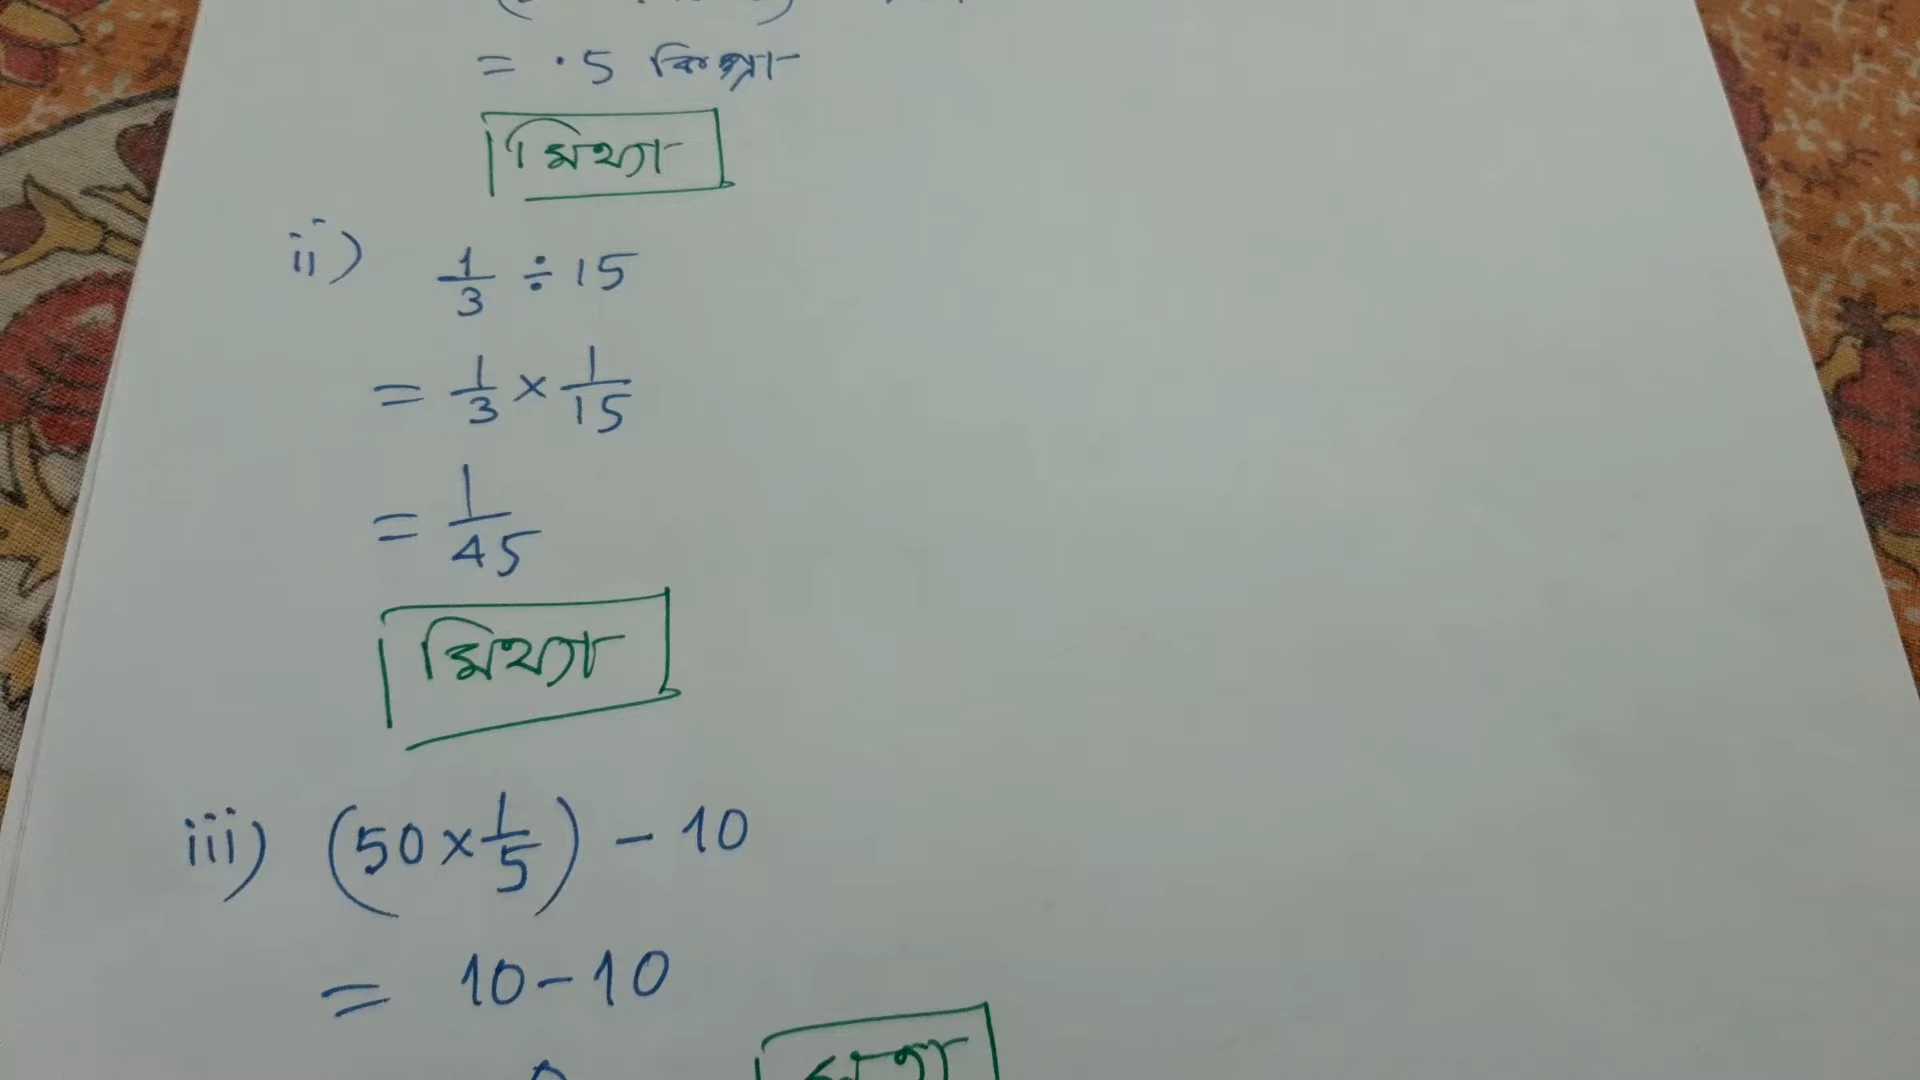 = .5
মিথ্যা
ii) 1/3 ÷ 15
= 1/3 × 1/15
= 1/45
মিথ্যা
iii) (50 × 1/5) - 10
= 10 - 10